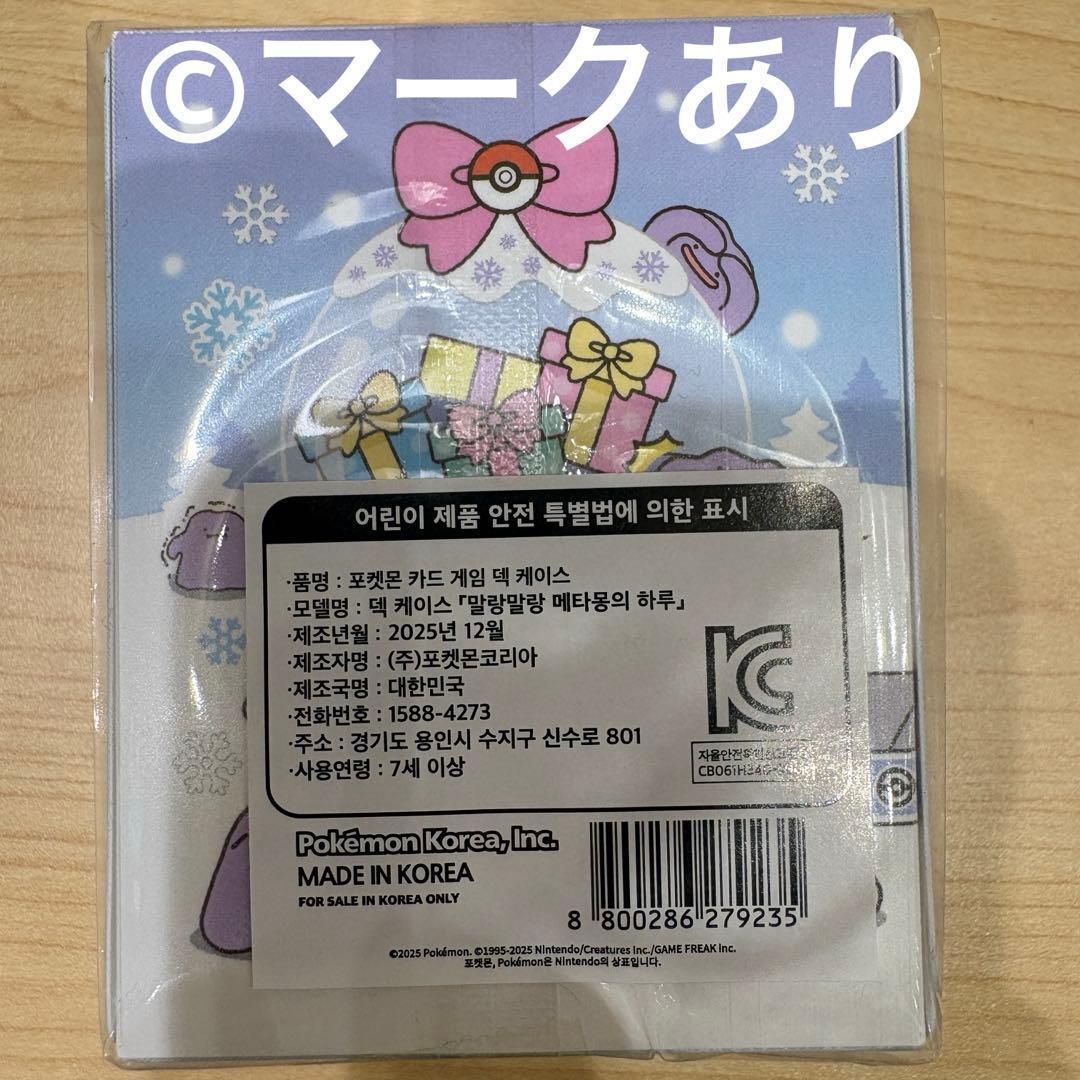 ©マークあり
어린이 제품 안전 특별법에 의한 표시
·품명 : 포켓몬 카드 게임 덱 케이스
·모델명 : 덱 케이스 「말랑말랑 메타몽의 하루」
·제조년월 : 2025년 12월
·제조자명 : (주)포켓몬코리아
·제조국명 : 대한민국
·전화번호 : 1588-4273
·주소 : 경기도 용인시 수지구 신수로 801
·사용연령 : 7세 이상
KC
Pokémon Korea, Inc.
MADE IN KOREA
FOR SALE IN KOREA ONLY
8 800286 279235
©2025 Pokémon. ©1995-2025 Nintendo/Creatures Inc./GAME FREAK inc.
포켓몬, Pokémon은 Nintendo의 상표입니다.